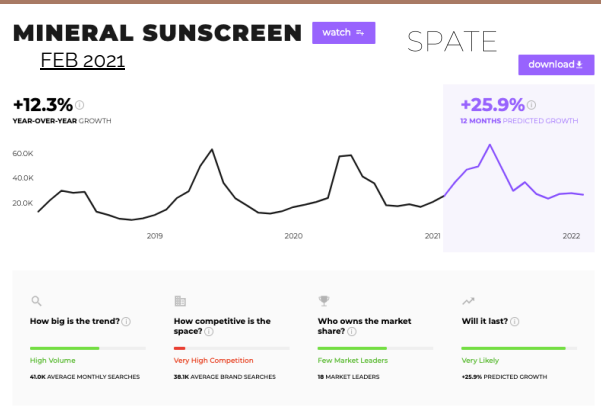 MINERAL SUNSCREEN
watch
SPATE
FEB 2021
download
+12.3%
YEAR-OVER-YEAR GROWTH
+25.9%
12 MONTHS PREDICTED GROWTH
60.0K
40.0K
20.0K
2019
2020
2021
2022
How big is the trend?
High Volume
41.0K AVERAGE MONTHLY SEARCHES
How competitive is the
space?
Very High Competition
38.1K AVERAGE BRAND SEARCHES
Who owns the market
share?
Few Market Leaders
18 MARKET LEADERS
Will it last?
Very Likely
+25.9% PREDICTED GROWTH